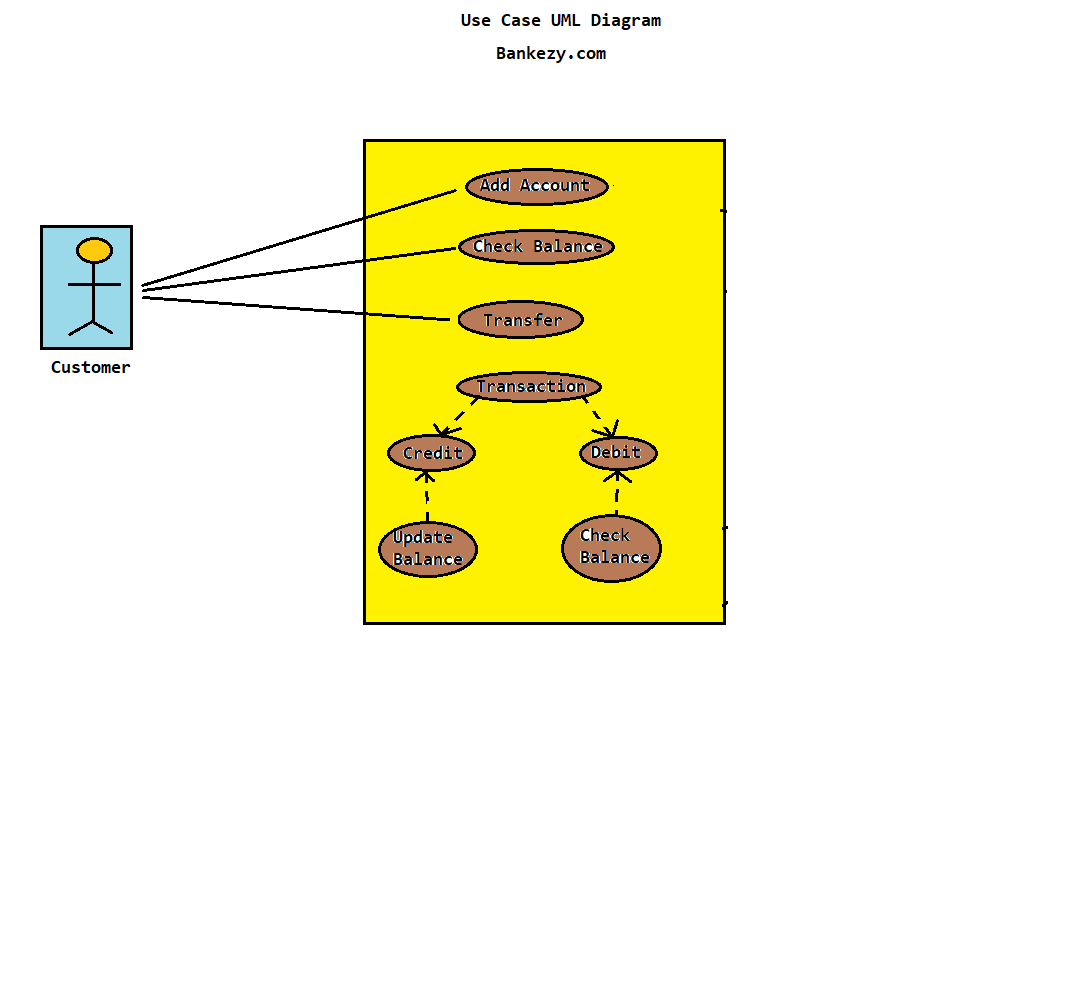 Use Case UML Diagram
Bankezy.com
Add Account
Check Balance
Transfer
Customer
Transaction
Credit
Debit
Update
Balance
Check
Balance